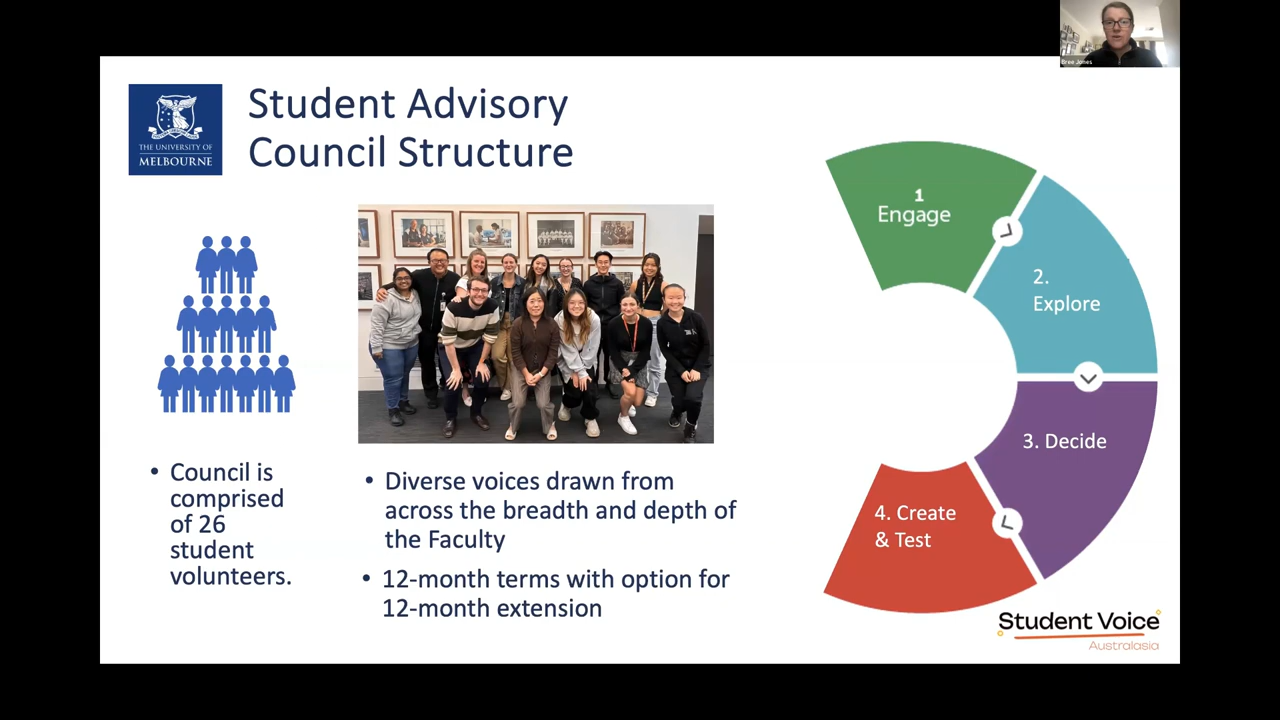 Bree Jones
THE UNIVERSITY OF
MELBOURNE
Student Advisory
Council Structure
1
Engage
2.
Explore
3. Decide
4. Create
& Test
• Council is
comprised
of 26
student
volunteers.
• Diverse voices drawn from
across the breadth and depth of
the Faculty
• 12-month terms with option for
12-month extension
Student Voice
Australasia